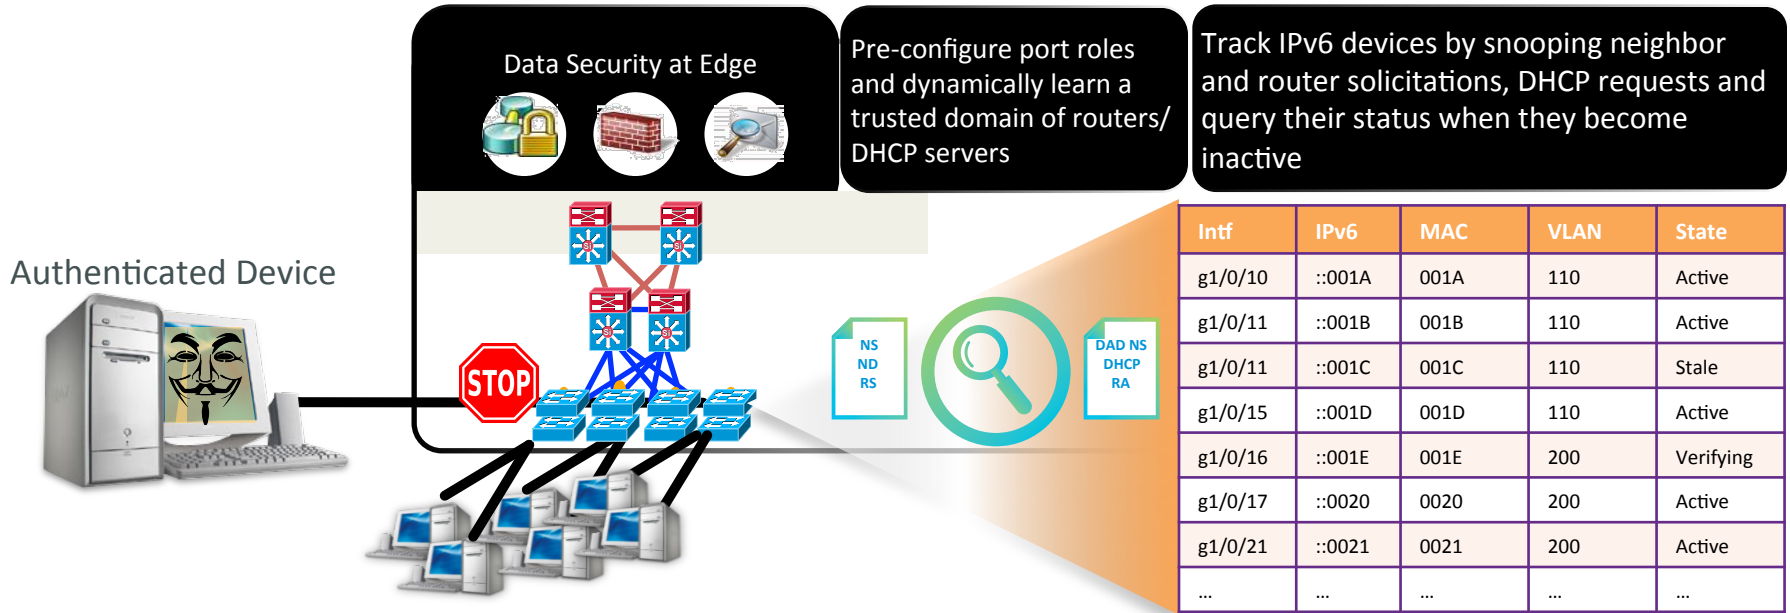 Data Security at Edge
Pre-configure port roles
and dynamically learn a
trusted domain of routers/
DHCP servers
Track IPv6 devices by snooping neighbor
and router solicitations, DHCP requests and
query their status when they become
inactive
Authenticated Device
STOP
Si Si
Si Si
NS
ND
RS
DAD NS
DHCP
RA
Intf IPv6 MAC VLAN State
g1/0/10 ::001A 001A 110 Active
g1/0/11 ::001B 001B 110 Active
g1/0/11 ::001C 001C 110 Stale
g1/0/15 ::001D 001D 110 Active
g1/0/16 ::001E 001E 200 Verifying
g1/0/17 ::0020 0020 200 Active
g1/0/21 ::0021 0021 200 Active
... ... ... ... ...